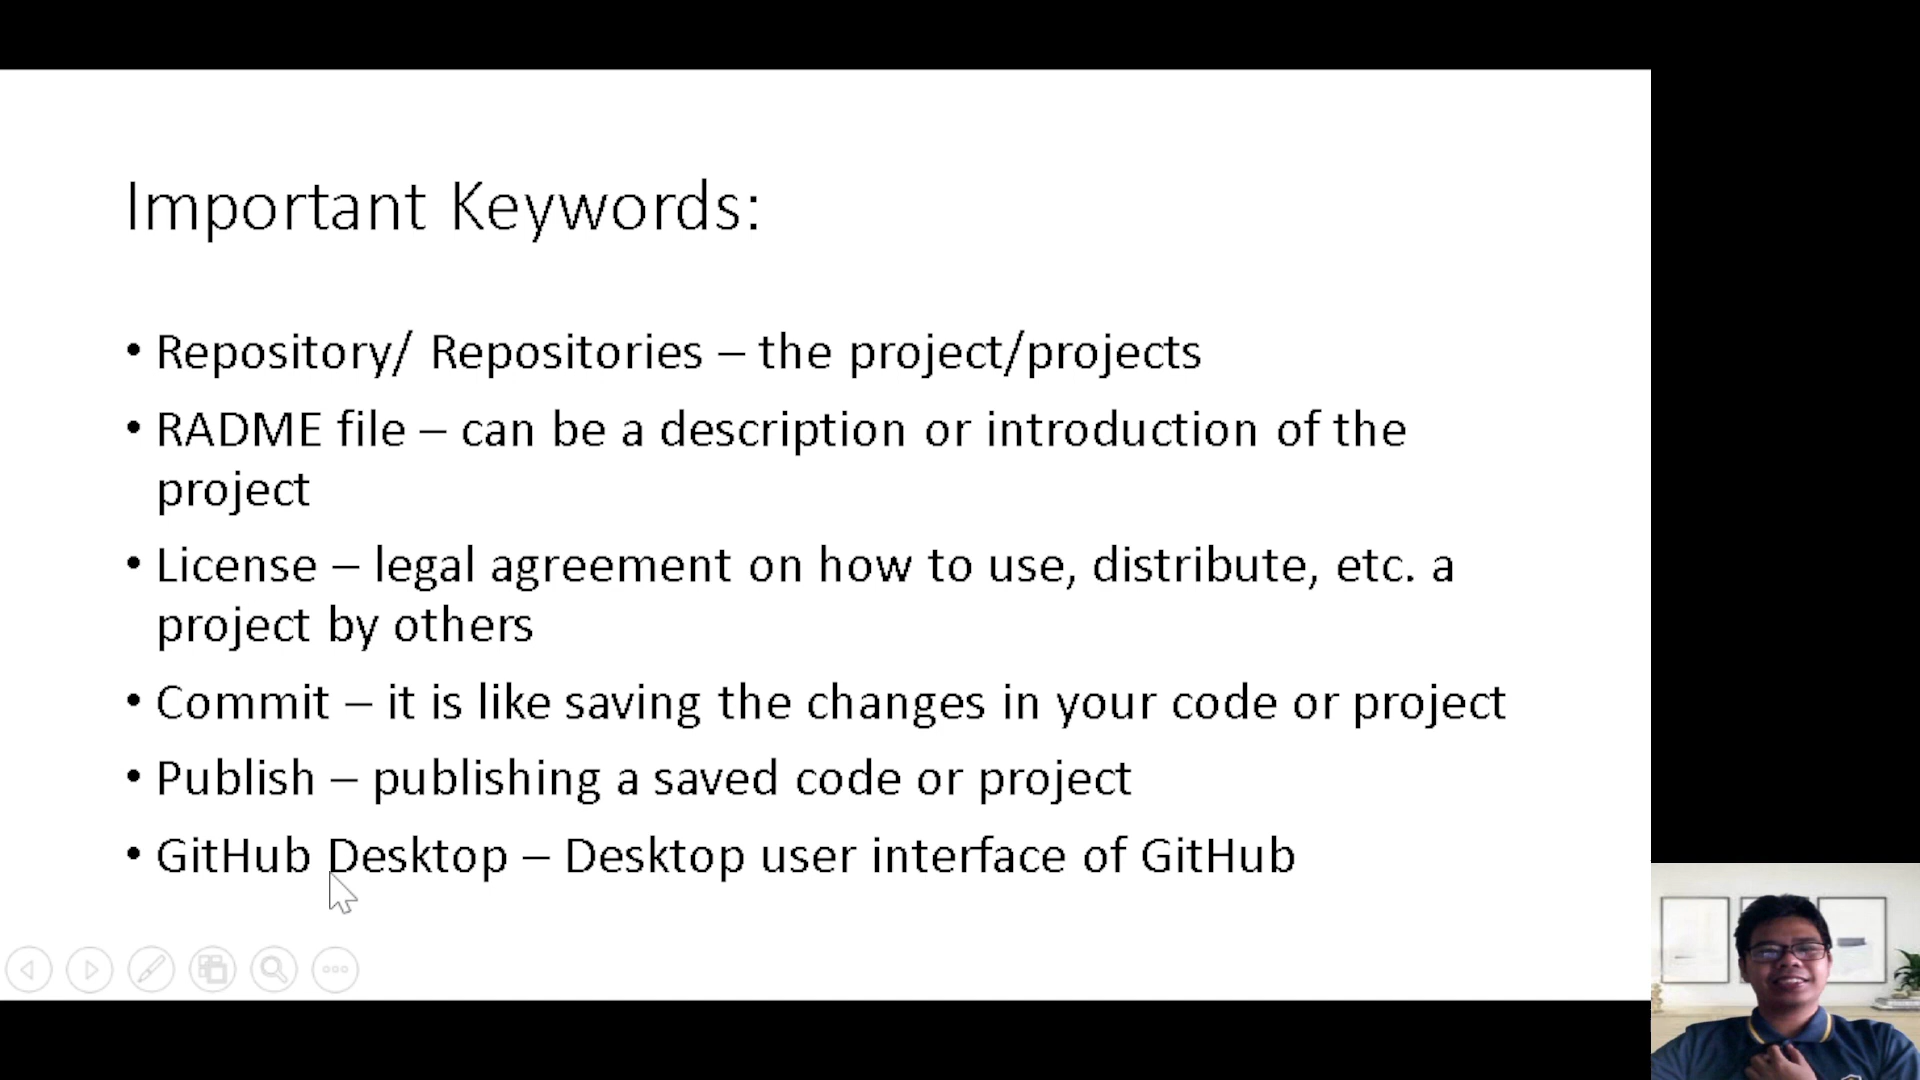 Important Keywords:
• Repository/ Repositories – the project/projects
• RADME file – can be a description or introduction of the
project
• License – legal agreement on how to use, distribute, etc. a
project by others
• Commit – it is like saving the changes in your code or project
• Publish – publishing a saved code or project
• GitHub Desktop – Desktop user interface of GitHub